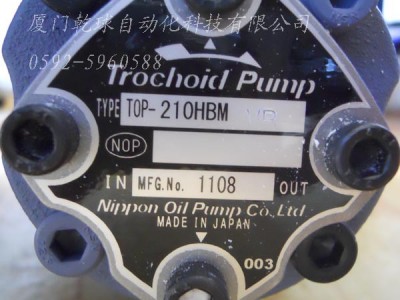 厦门乾球自动化科技有限公司
0592-5960588
Trochoid Pump
TYPE TOP-210HBM VB
NOP
IN MFG.No. 1108 OUT
Nippon Oil Pump Co.,Ltd
MADE IN JAPAN
003